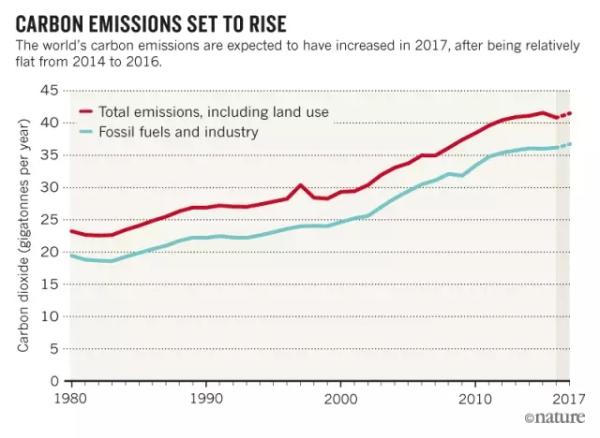 CARBON EMISSIONS SET TO RISE
The world's carbon emissions are expected to have increased in 2017, after being relatively
flat from 2014 to 2016.
45
40
35
30
25
20
15
10
5
0
Carbon dioxide (gigatonnes per year)
Total emissions, including land use
Fossil fuels and industry
1980 1990 2000 2010 2017
©nature